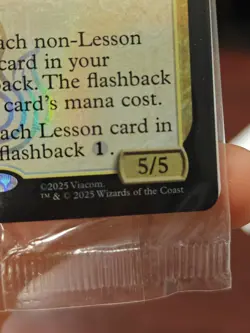 ach non-Lesson
card in your
back. The flashback
card's mana cost.
ach Lesson card in
flashback 1.
5/5
©2025 Viacom.
™ & © 2025 Wizards of the Coast